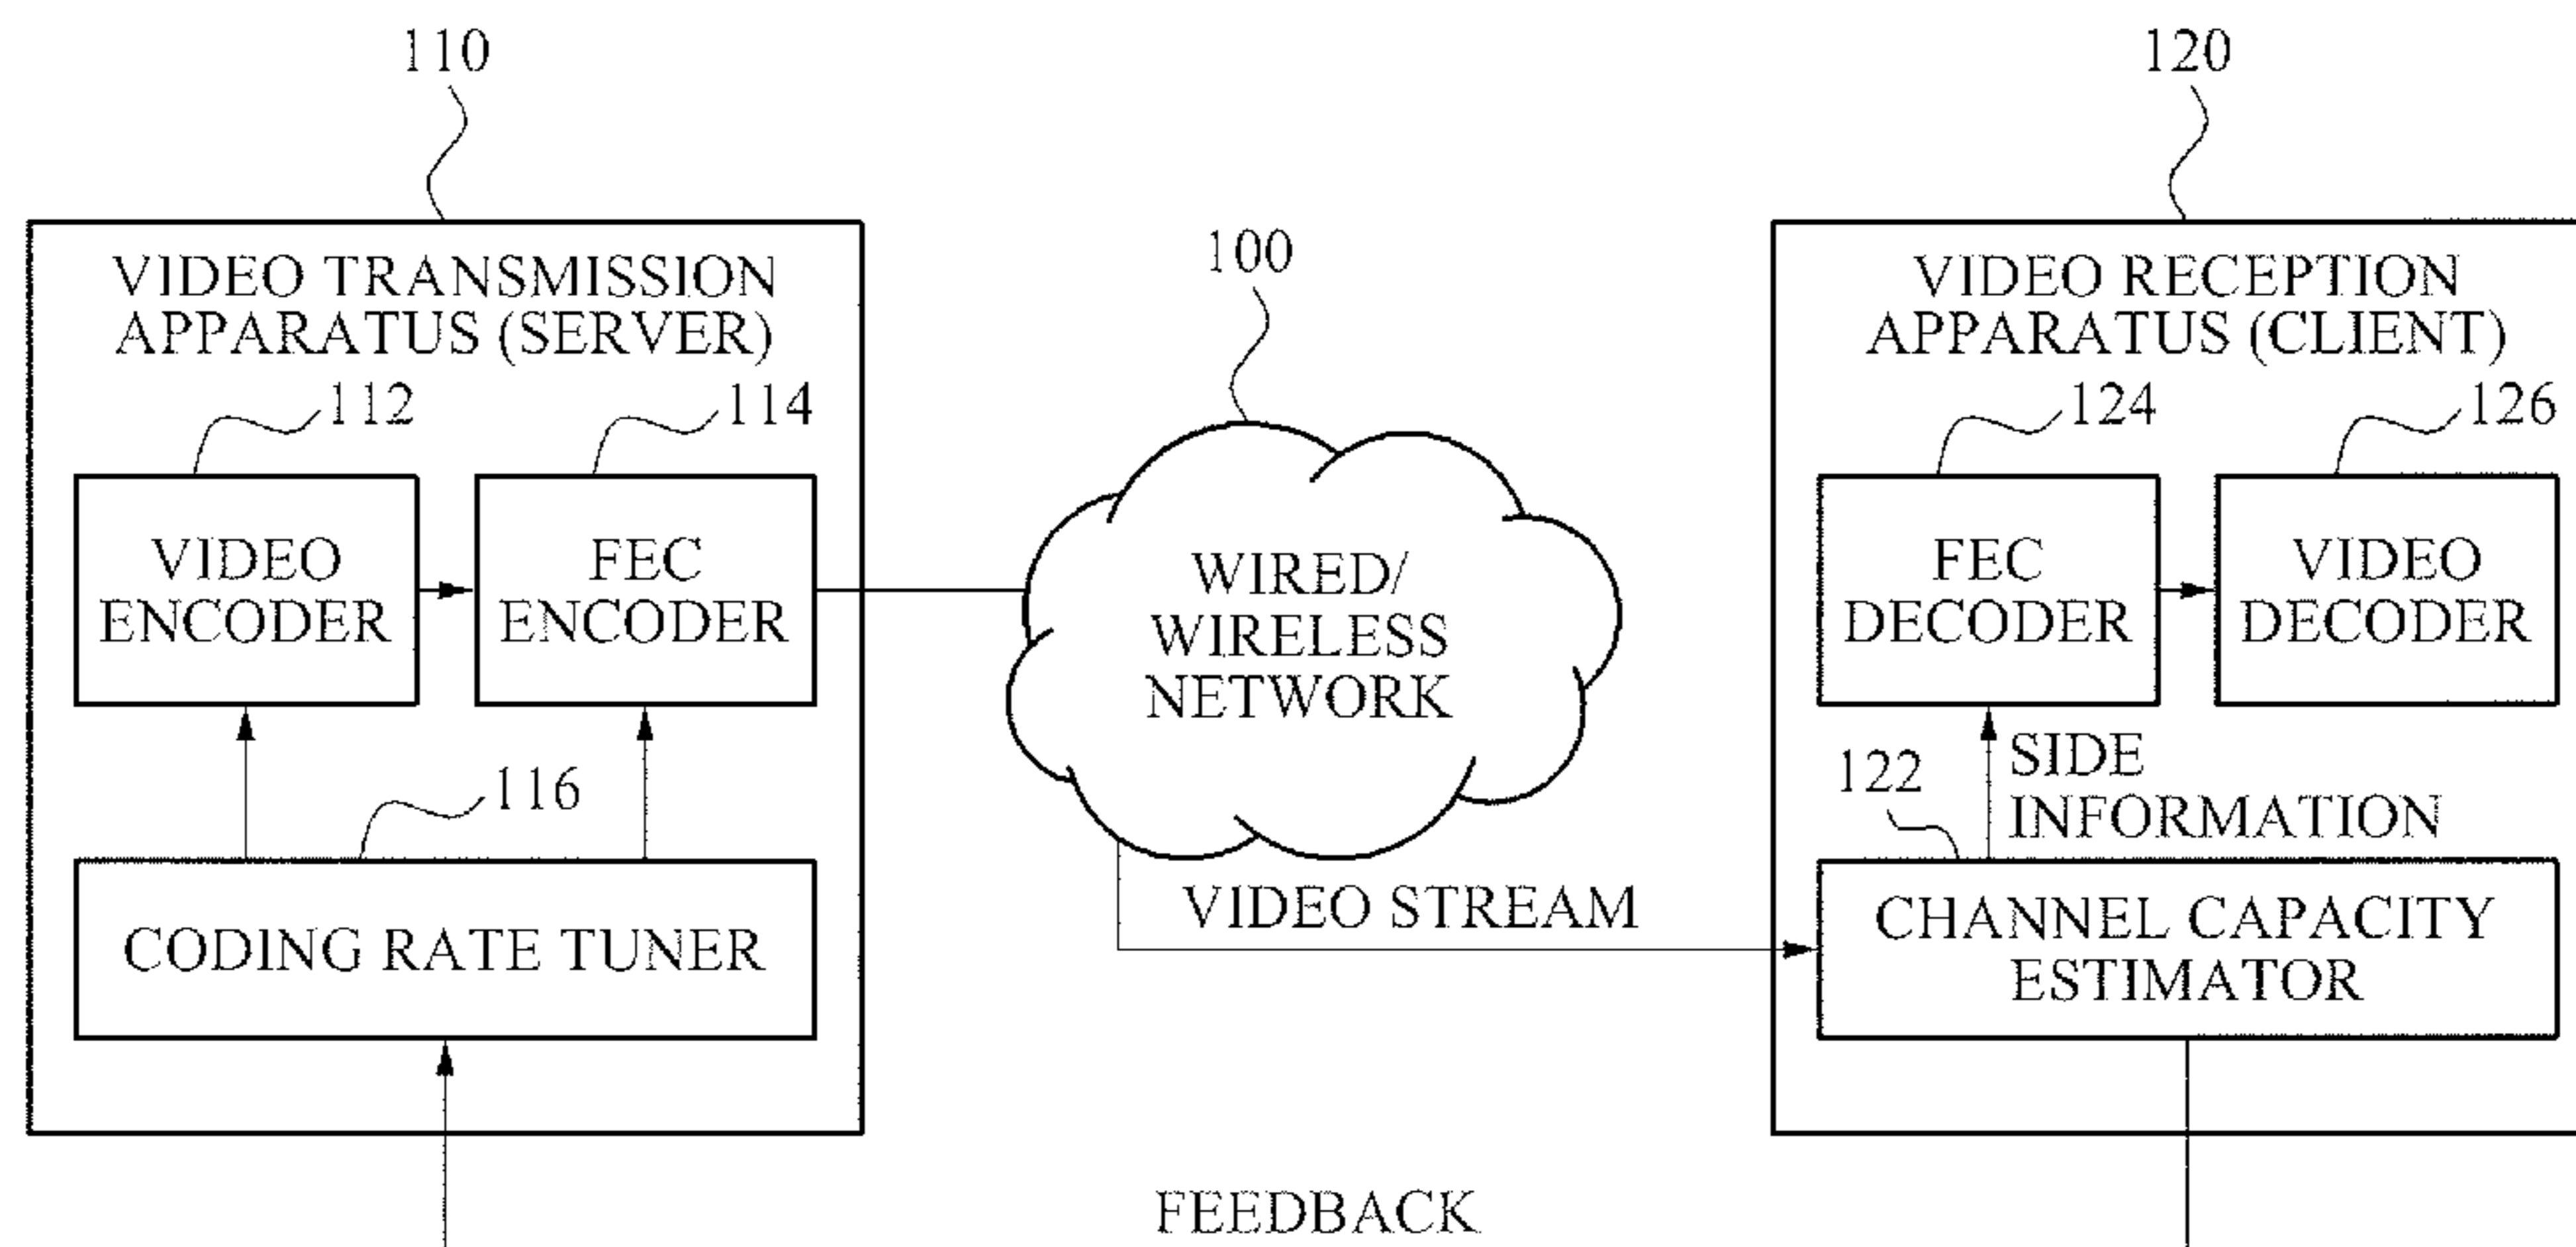 110
120
100
VIDEO TRANSMISSION
APPARATUS (SERVER)
112
114
VIDEO
ENCODER
FEC
ENCODER
116
CODING RATE TUNER
WIRED/
WIRELESS
NETWORK
VIDEO STREAM
VIDEO RECEPTION
APPARATUS (CLIENT)
124
126
FEC
DECODER
VIDEO
DECODER
122
SIDE
INFORMATION
CHANNEL CAPACITY
ESTIMATOR
FEEDBACK